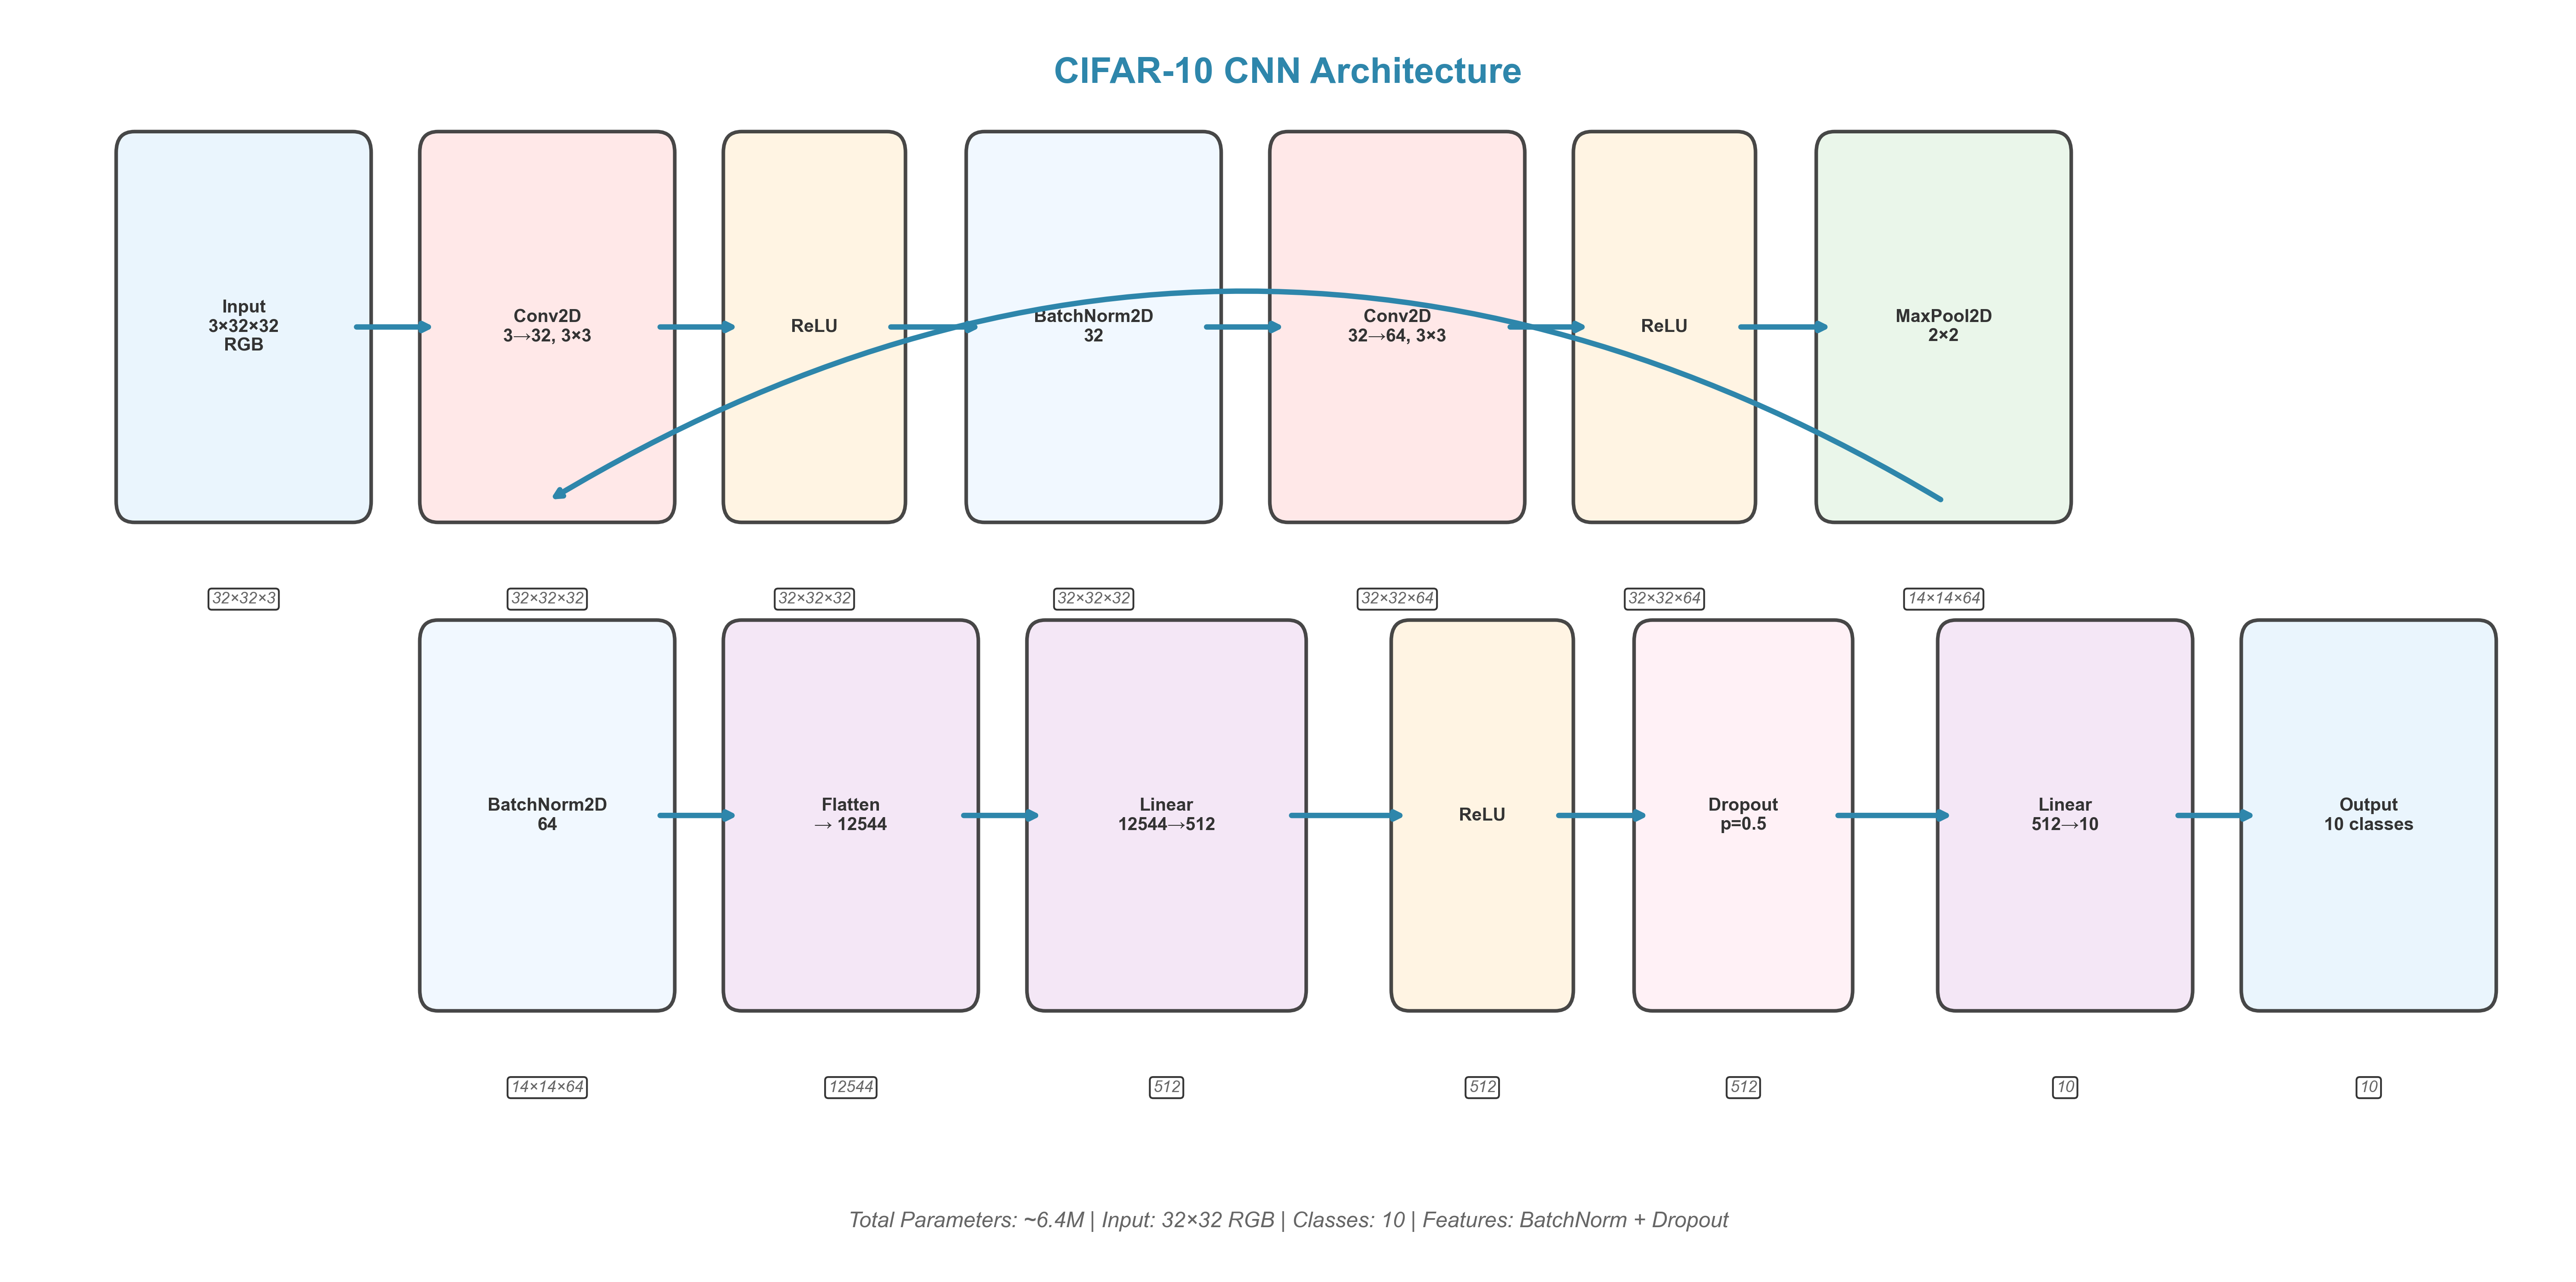 CIFAR-10 CNN Architecture
Input
3×32×32
RGB
Conv2D
3→32, 3×3
ReLU
BatchNorm2D
32
Conv2D
32→64, 3×3
ReLU
MaxPool2D
2×2
32×32×3
32×32×32
32×32×32
32×32×32
32×32×64
32×32×64
14×14×64
BatchNorm2D
64
Flatten
→ 12544
Linear
12544→512
ReLU
Dropout
p=0.5
Linear
512→10
Output
10 classes
14×14×64
12544
512
512
512
10
10
Total Parameters: ~6.4M | Input: 32×32 RGB | Classes: 10 | Features: BatchNorm + Dropout